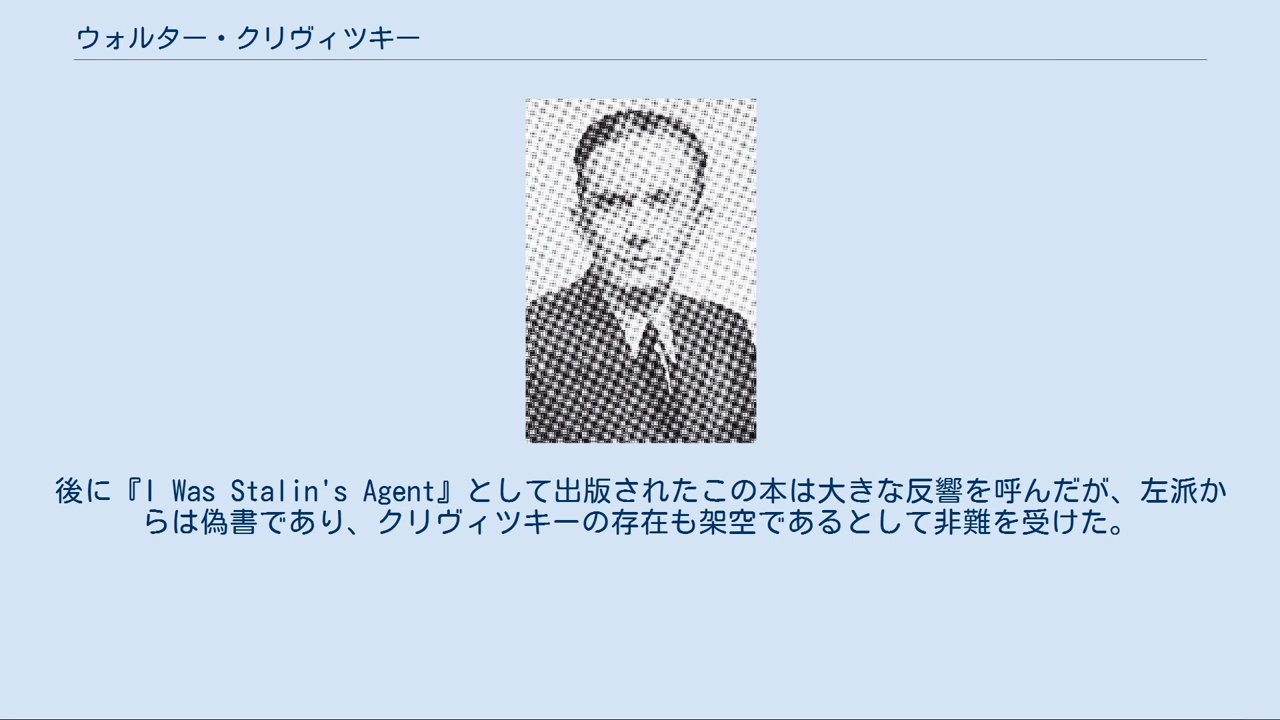 ウォルター・クリヴィツキー
後に『I Was Stalin's Agent』として出版されたこの本は大きな反響を呼んだが、左派か
らは偽書であり、クリヴィツキーの存在も架空であるとして非難を受けた。